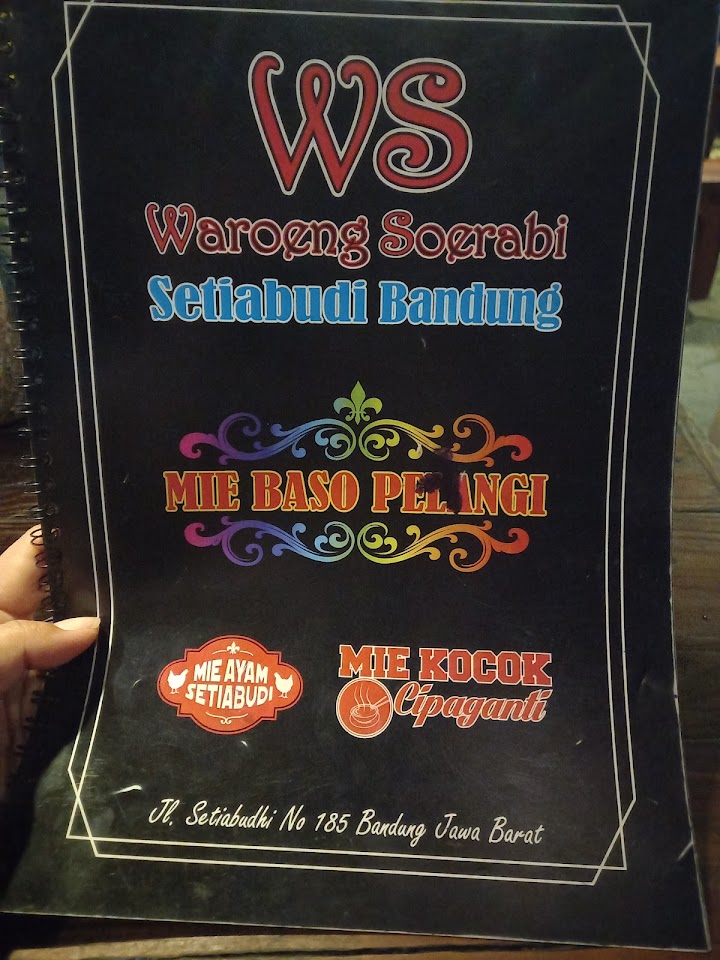 WS
Waroeng Soerabi
Setiabudi Bandung
MIE BASO PELANGI
MIE AYAM
SETIABUDI
MIE KOCOK
Cipaganti
Jl. Setiabudhi No 185 Bandung Jawa Barat